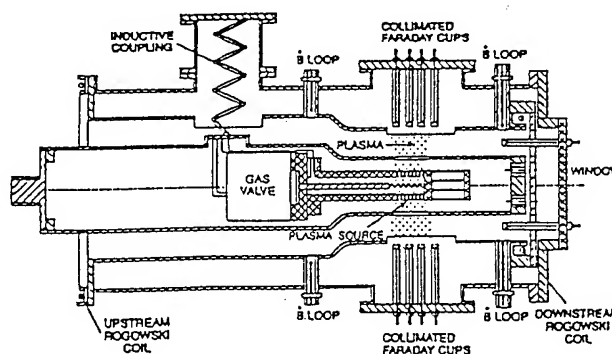 COLLIMATED
FARADAY CUPS
INDUCTIVE
COUPLING
Ḃ LOOP
Ḃ LOOP
PLASMA
GAS
VALVE
WINDOW
PLASMA SOURCE
Ḃ LOOP
Ḃ LOOP
UPSTREAM
ROGOWSKI
COIL
COLLIMATED
FARADAY CUPS
DOWNSTREAM
ROGOWSKI
COIL